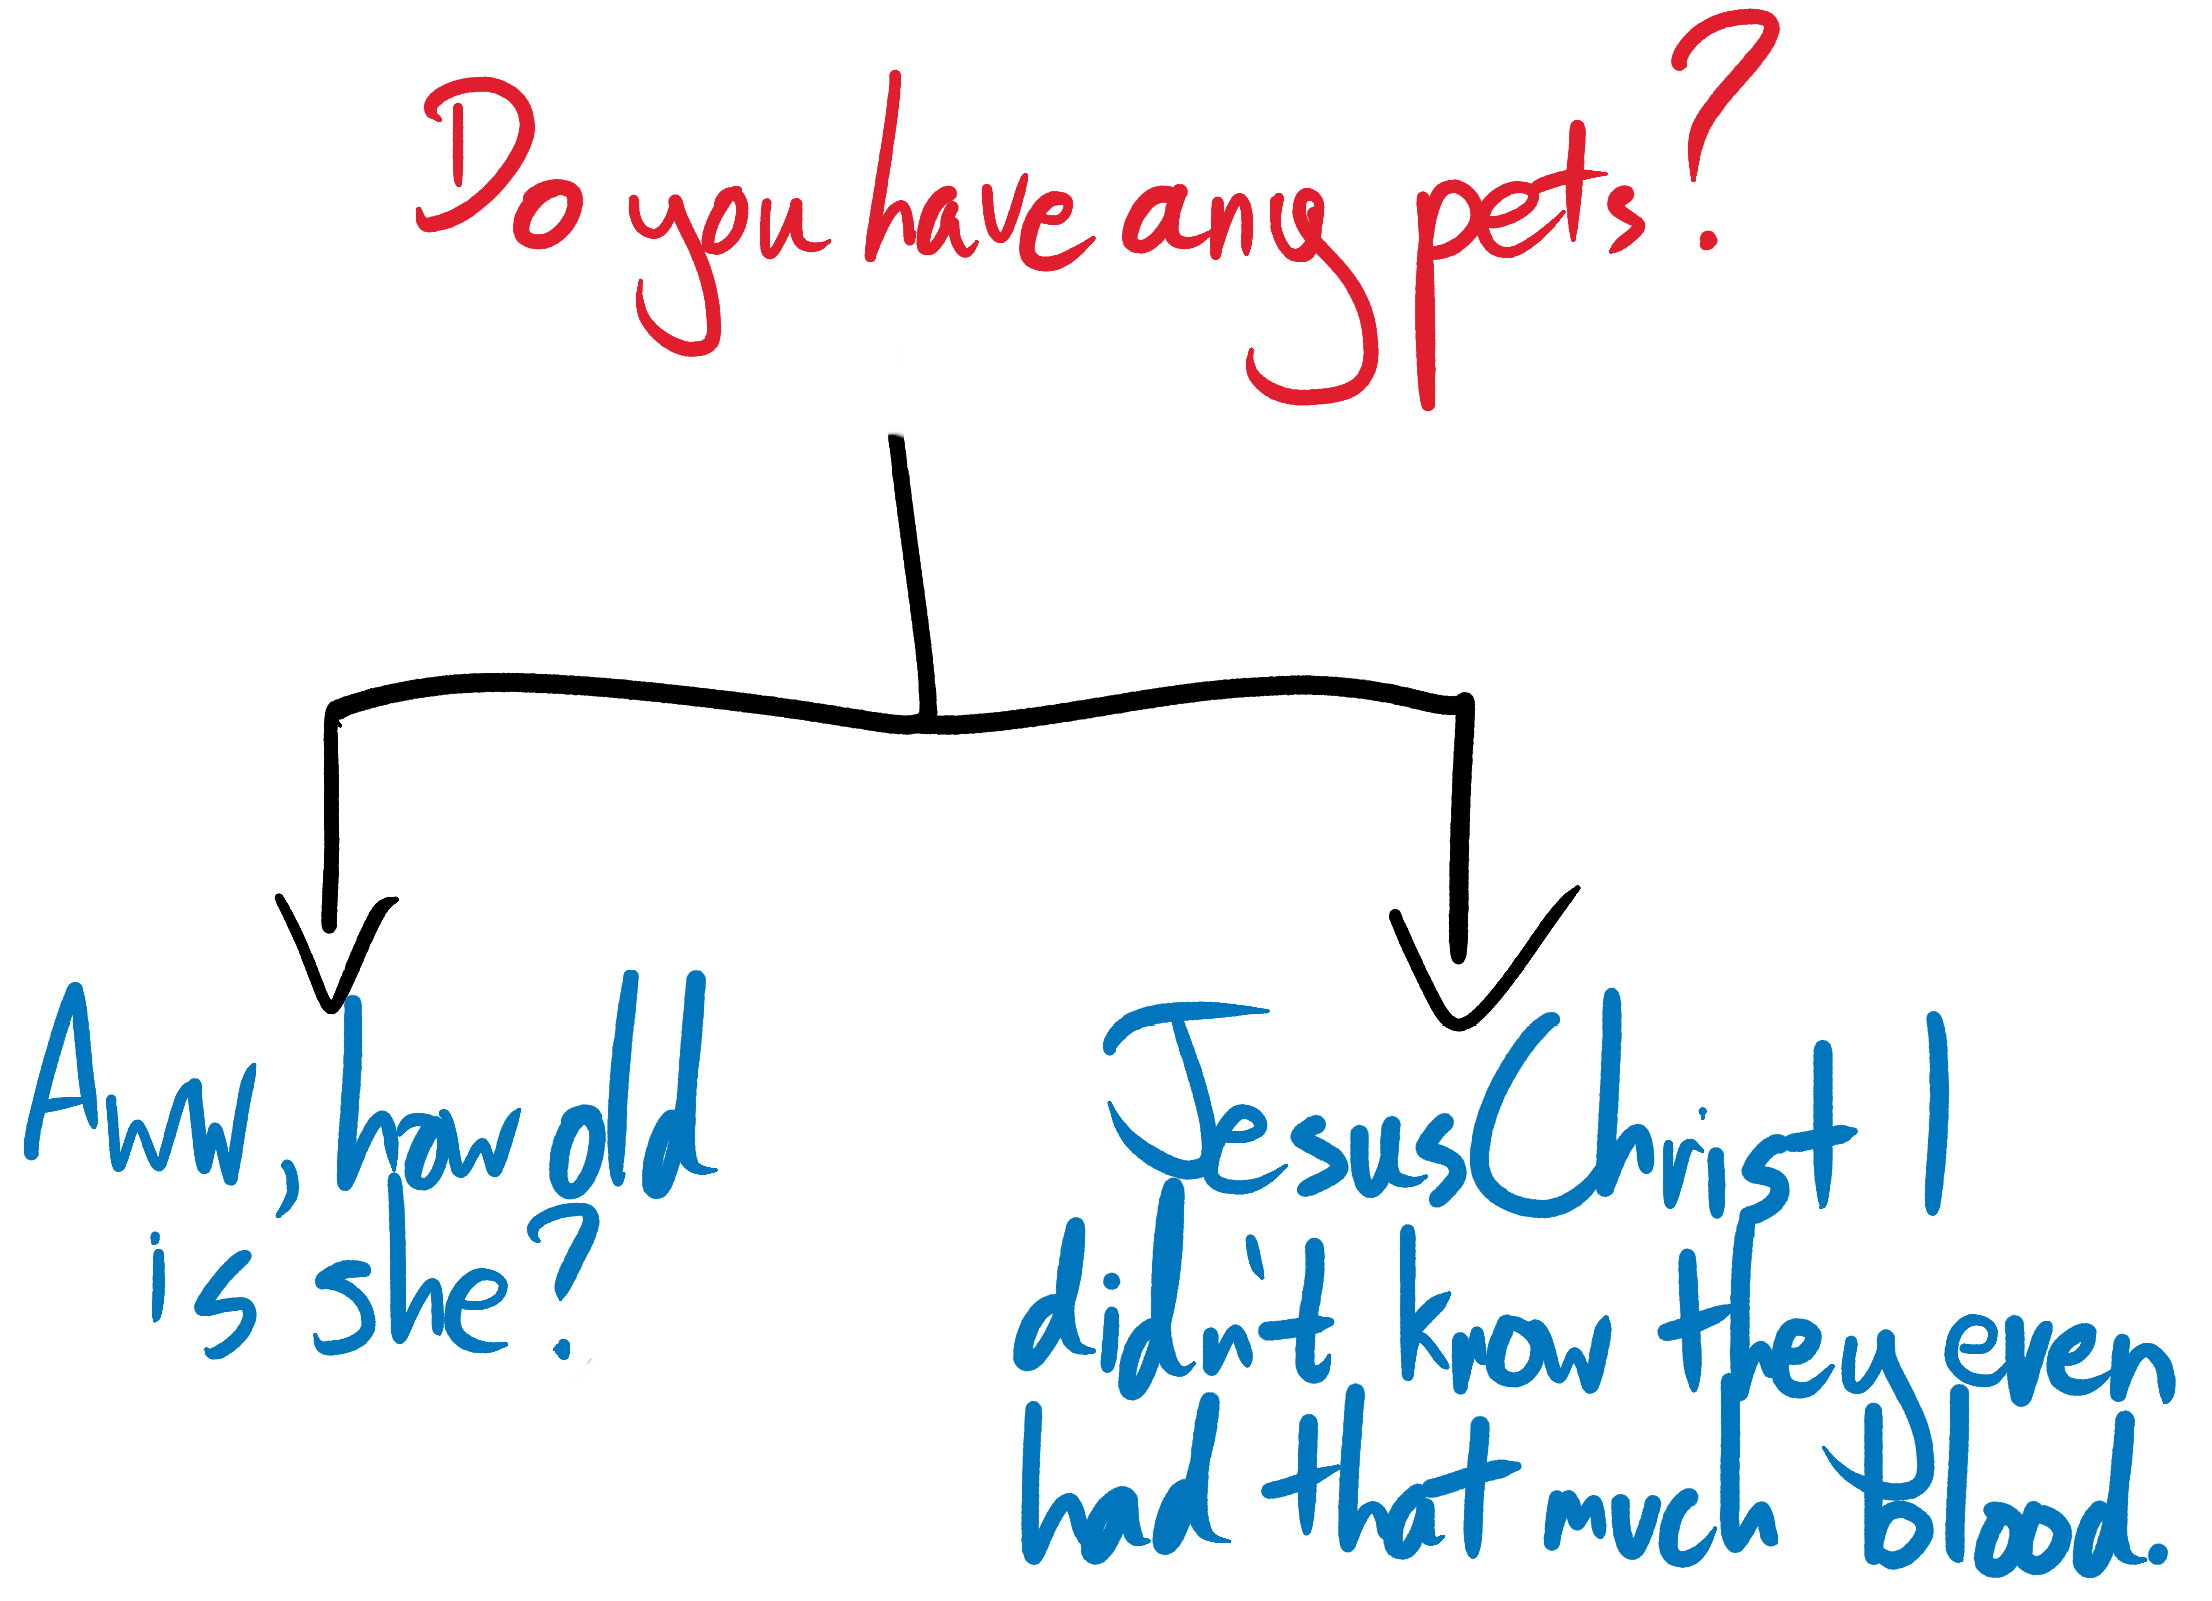 Do you have any pets?
Aww, how old
is she?
Jesus Christ I
didn't know they even
had that much blood.